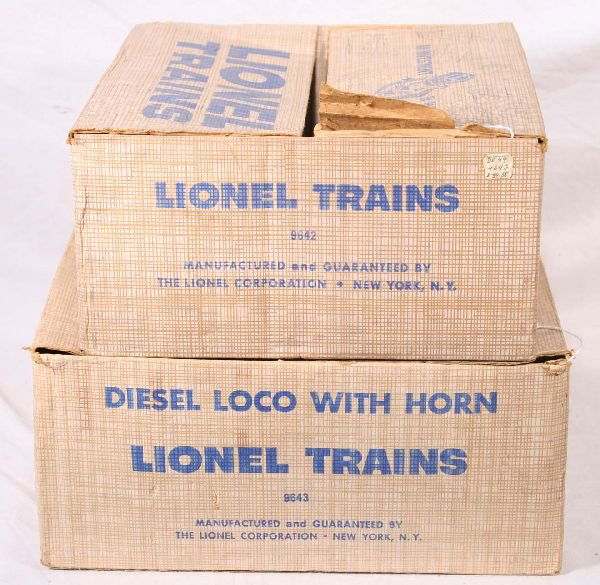 LIONEL
TRAINS
LIONEL TRAINS
9642
MANUFACTURED and GUARANTEED BY
THE LIONEL CORPORATION • NEW YORK, N.Y.
DIESEL LOCO WITH HORN
LIONEL TRAINS
9643
MANUFACTURED and GUARANTEED BY
THE LIONEL CORPORATION • NEW YORK, N.Y.